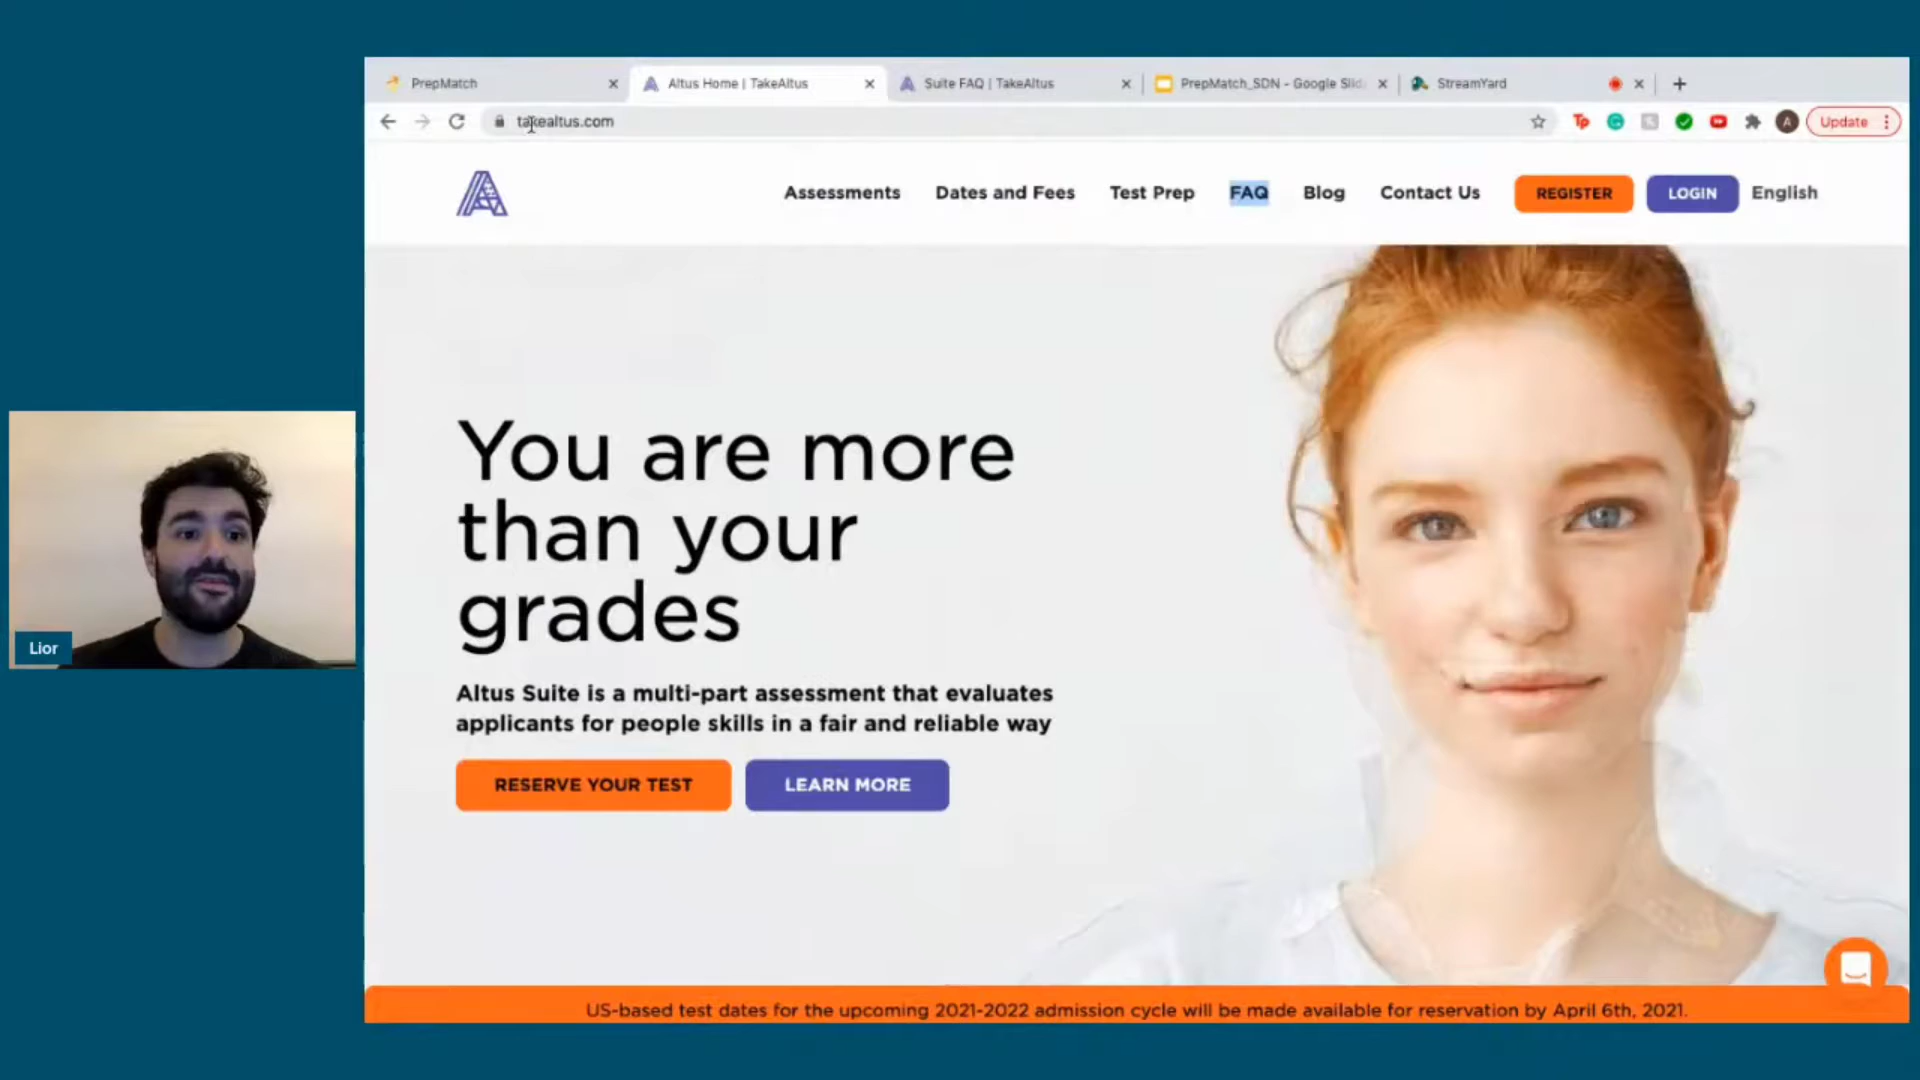 PrepMatch
Altus Home | TakeAltus
Suite FAQ | TakeAltus
PrepMatch_SDN - Google Slid
StreamYard
takealtus.com
Tp
A
Update
Assessments
Dates and Fees
Test Prep
FAQ
Blog
Contact Us
REGISTER
LOGIN
English
You are more
than your
grades
Altus Suite is a multi-part assessment that evaluates
applicants for people skills in a fair and reliable way
RESERVE YOUR TEST
LEARN MORE
Lior
US-based test dates for the upcoming 2021-2022 admission cycle will be made available for reservation by April 6th, 2021.